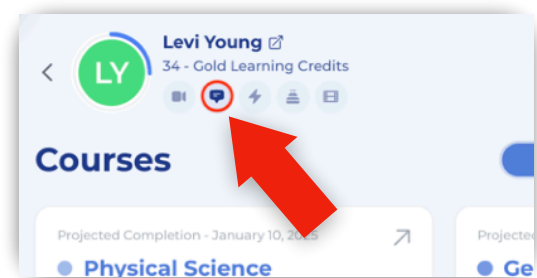 Levi Young
LY
34 - Gold Learning Credits
Courses
Projected Completion - January 10, 2025
Projected
Physical Science
Ge